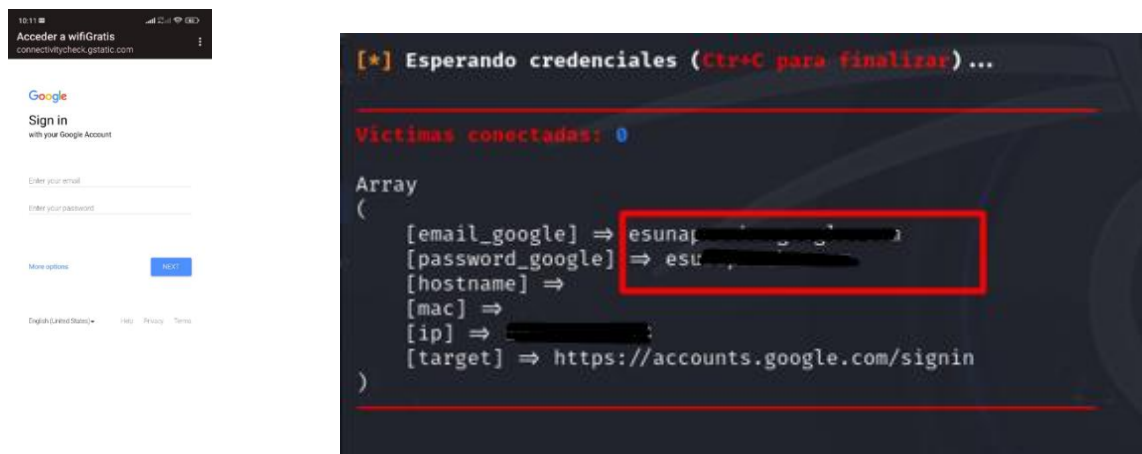 10:11
Acceder a wifiGratis
connectivitycheck.gstatic.com
Google
Sign in
with your Google Account
Enter your email
Enter your password
More options
NEXT
English (United States)
Help Privacy Terms
[*] Esperando credenciales (Ctr+C para finalizar)...
Víctimas conectadas: 0
Array
(
[email_google] ⇒ esuna
[password_google] ⇒ esu
[hostname] ⇒
[mac] ⇒
[ip] ⇒
[target] ⇒ https://accounts.google.com/signin
)